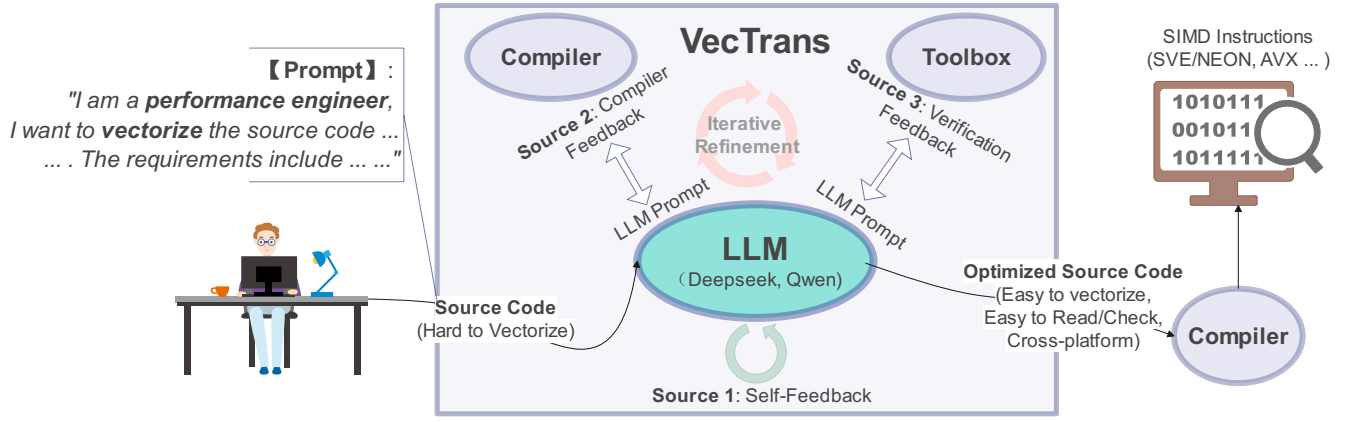 【Prompt】:
"I am a performance engineer,
I want to vectorize the source code ...
... . The requirements include ... ..."
VecTrans
Compiler
Toolbox
Source 2: Compiler
Feedback
Iterative
Refinement
Source 3: Verification
Feedback
LLM Prompt
LLM Prompt
LLM
(Deepseek, Qwen)
Source 1: Self-Feedback
Source Code
(Hard to Vectorize)
Optimized Source Code
(Easy to vectorize,
Easy to Read/Check,
Cross-platform)
Compiler
SIMD Instructions
(SVE/NEON, AVX ... )
1010111
001011
1011111